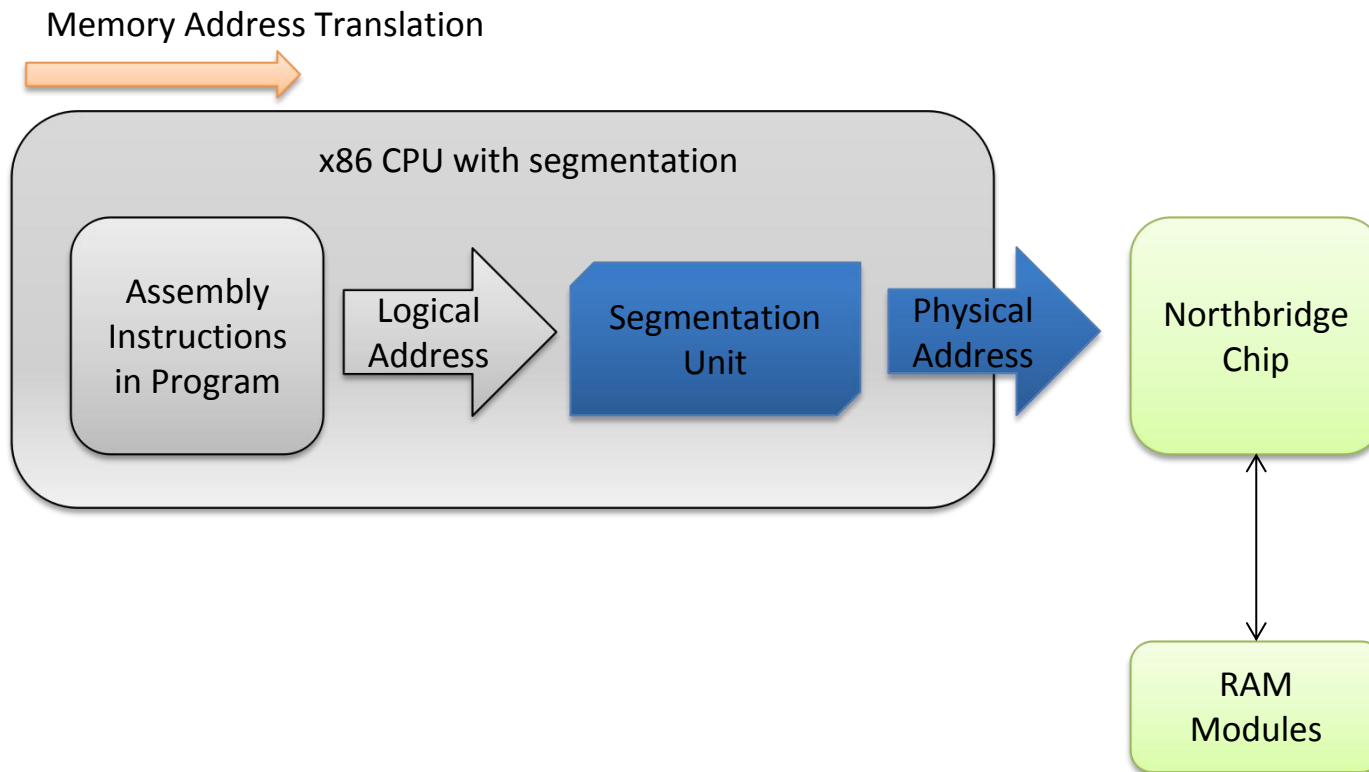 Memory Address Translation
x86 CPU with segmentation
Assembly
Instructions
in Program
Logical
Address
Segmentation
Unit
Physical
Address
Northbridge
Chip
RAM
Modules